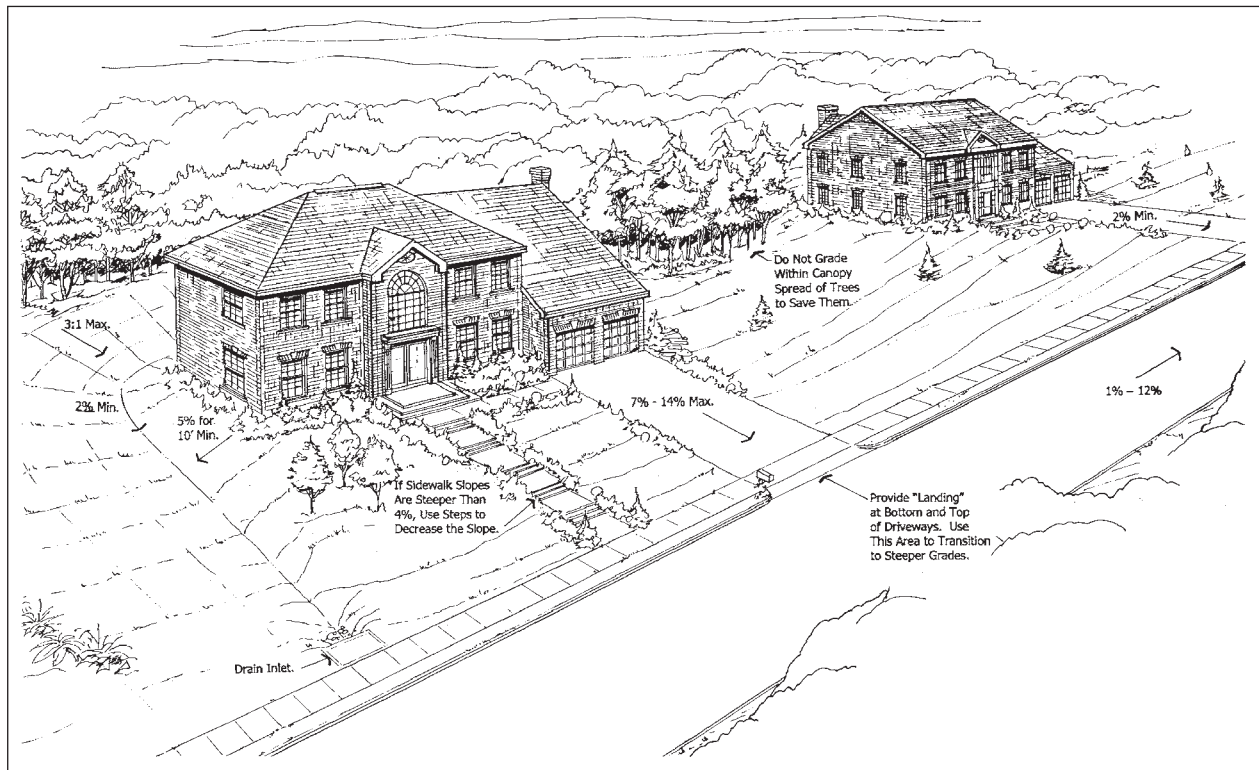 2% Min.
Do Not Grade
Within Canopy
Spread of Trees
to Save Them.
3:1 Max.
2% Min.
5% for
10' Min.
7% - 14% Max.
1% – 12%
If Sidewalk Slopes
Are Steeper Than
4%, Use Steps to
Decrease the Slope.
Provide "Landing"
at Bottom and Top
of Driveways. Use
This Area to Transition
to Steeper Grades.
Drain Inlet.